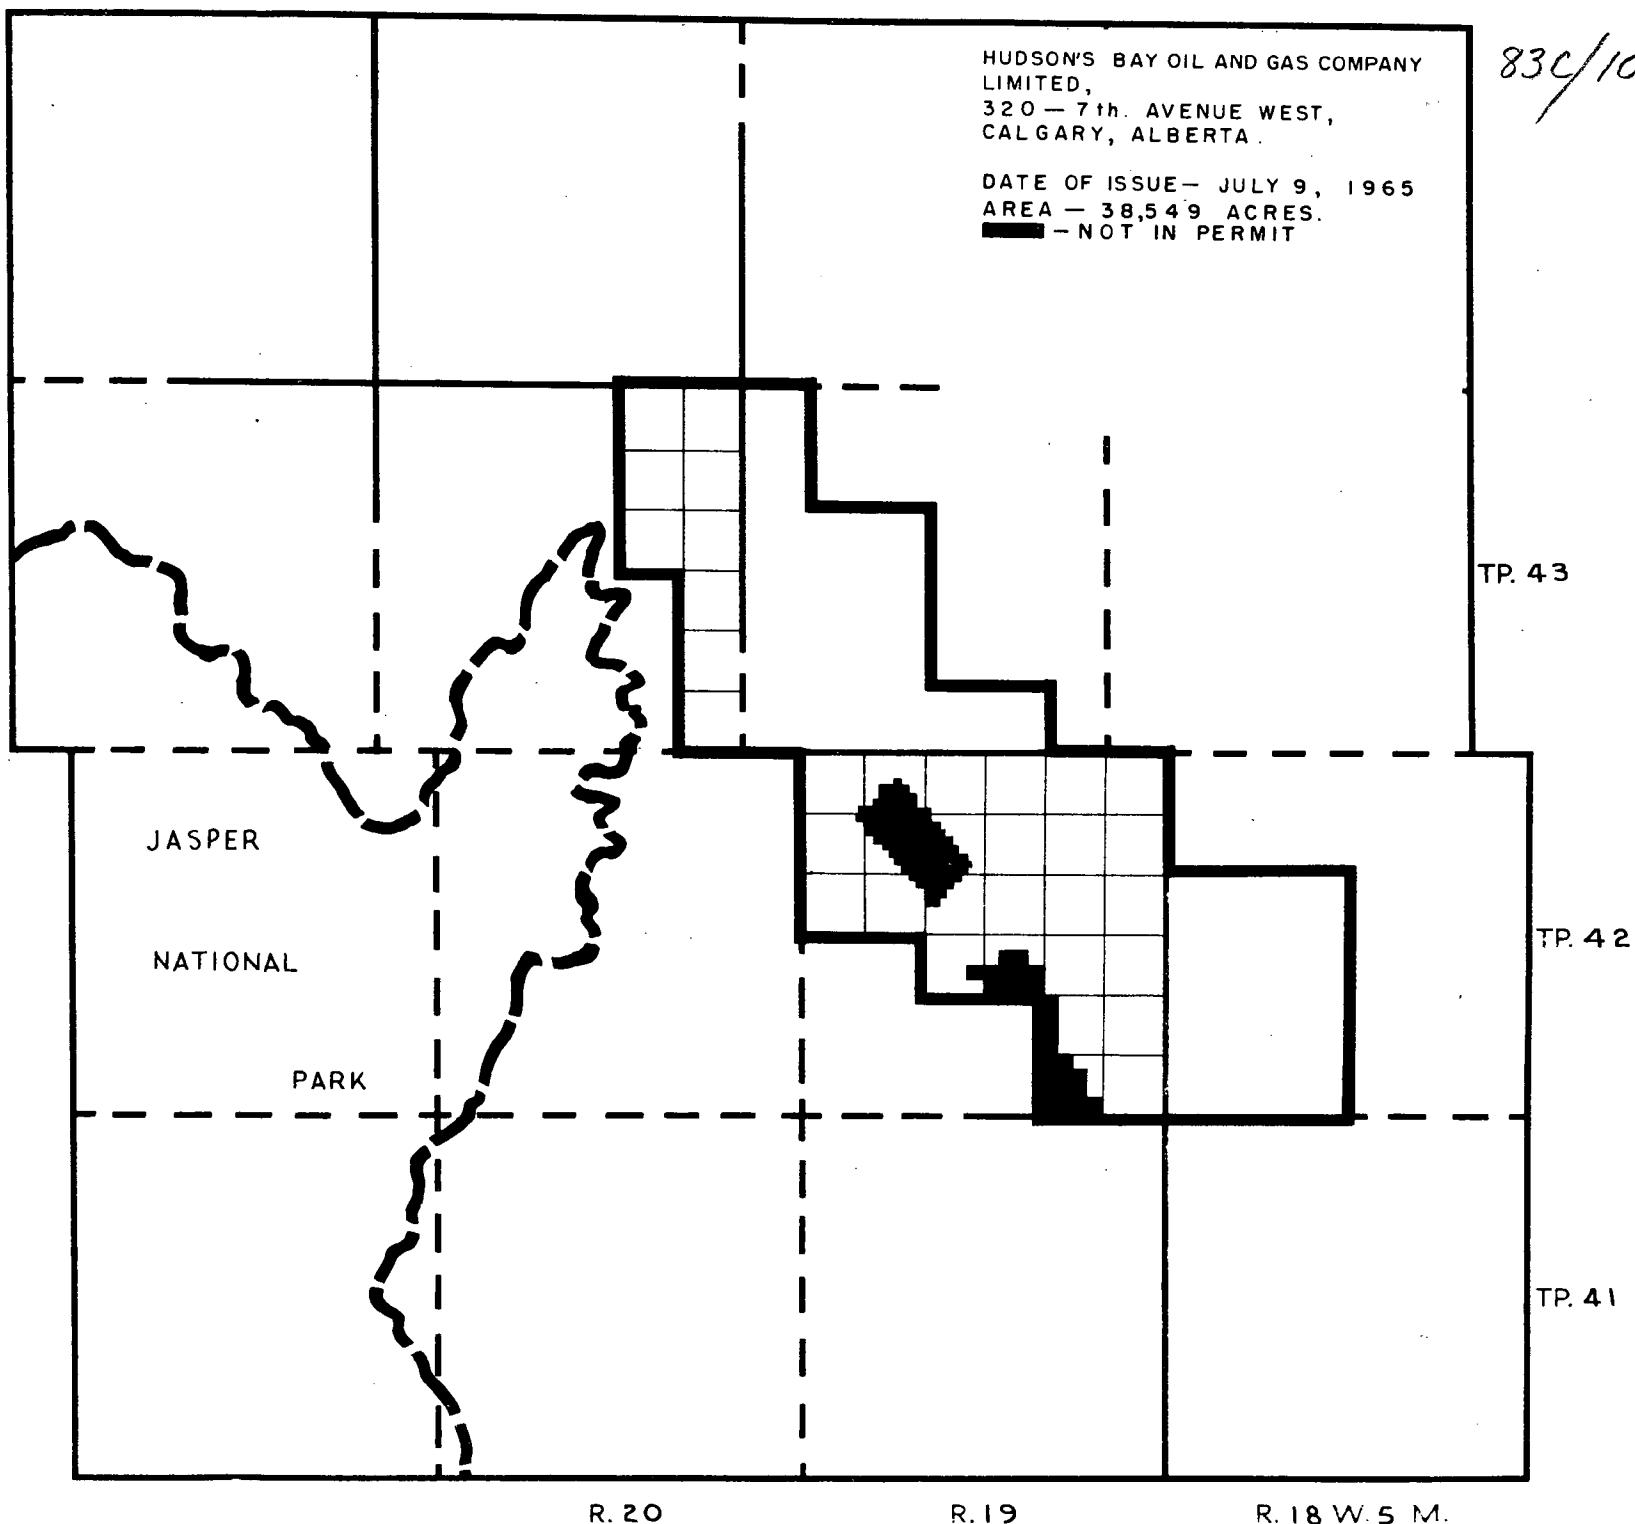 HUDSON'S BAY OIL AND GAS COMPANY
LIMITED,
320 — 7th. AVENUE WEST,
CALGARY, ALBERTA.
DATE OF ISSUE— JULY 9, 1965
AREA — 38,549 ACRES.
— NOT IN PERMIT
83C/10
TP. 43
JASPER
NATIONAL
PARK
TP. 42
TP. 41
R. 20
R. 19
R. 18 W. 5 M.